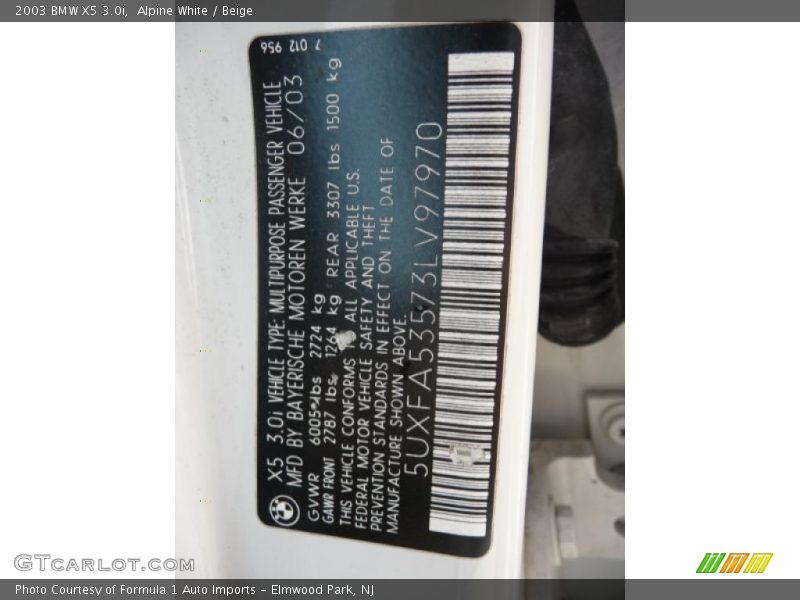 2003 BMW X5 3.0i,  Alpine White / Beige
7 012 956
X5 3.0i VEHICLE TYPE: MULTIPURPOSE PASSENGER VEHICLE
MFD BY BAYERISCHE MOTOREN WERKE 06/03
GVWR 6005 lbs 2724 kg
GAWR FRONT 2787 lbs 1264 kg REAR 3307 lbs 1500 kg
THIS VEHICLE CONFORMS TO ALL APPLICABLE U.S.
FEDERAL MOTOR VEHICLE SAFETY AND THEFT
PREVENTION STANDARDS IN EFFECT ON THE DATE OF
MANUFACTURE SHOWN ABOVE.
5UXFA53573LV97970
GTCARLOT.COM
Photo Courtesy of Formula 1 Auto Imports - Elmwood Park, NJ